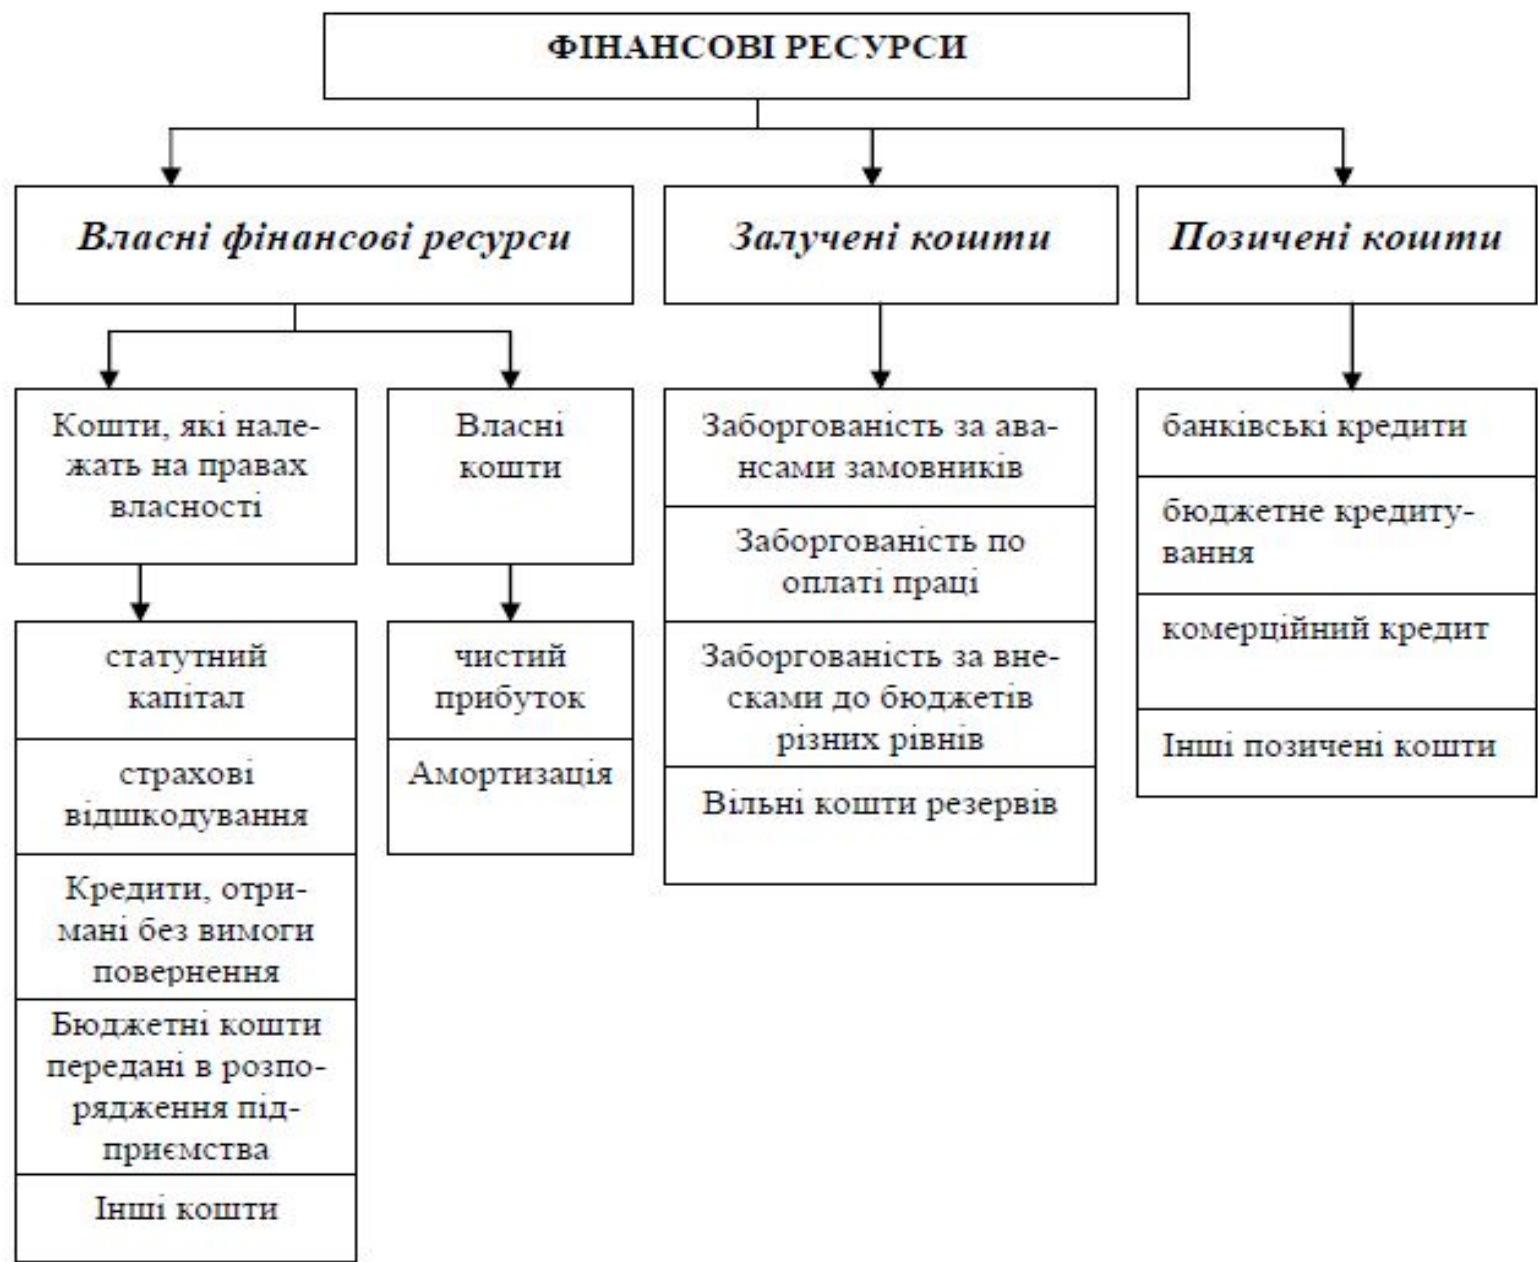 ФІНАНСОВІ РЕСУРСИ
Власні фінансові ресурси
Залучені кошти
Позичені кошти
Кошти, які нале-
жать на правах
власності
Власні
кошти
статутний
капітал
страхові
відшкодування
Кредити, отри-
мані без вимоги
повернення
Бюджетні кошти
передані в розпо-
рядження під-
приємства
Інші кошти
чистий
прибуток
Амортизація
Заборгованість за ава-
нсами замовників
Заборгованість по
оплаті праці
Заборгованість за вне-
сками до бюджетів
різних рівнів
Вільні кошти резервів
банківські кредити
бюджетне кредиту-
вання
комерційний кредит
Інші позичені кошти